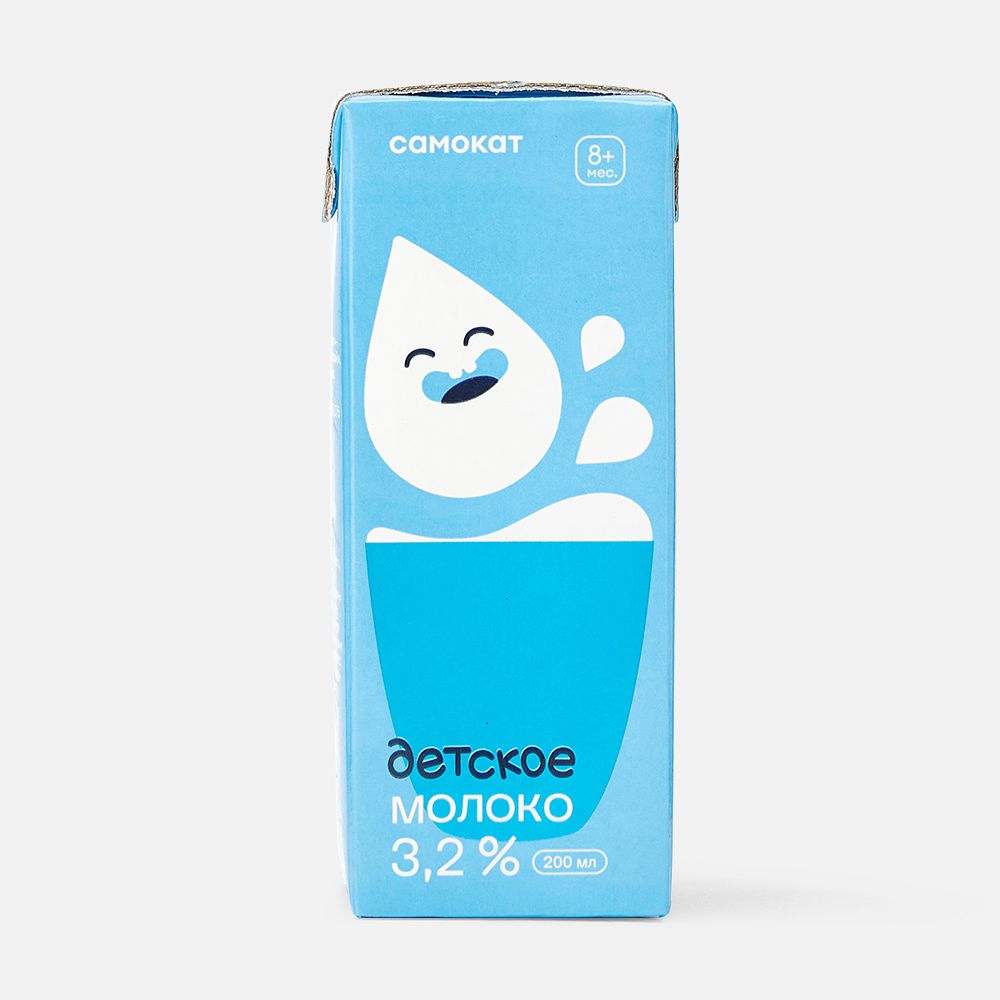 самокат
8+
мес.
детское
молоко
3,2 %
200 мл